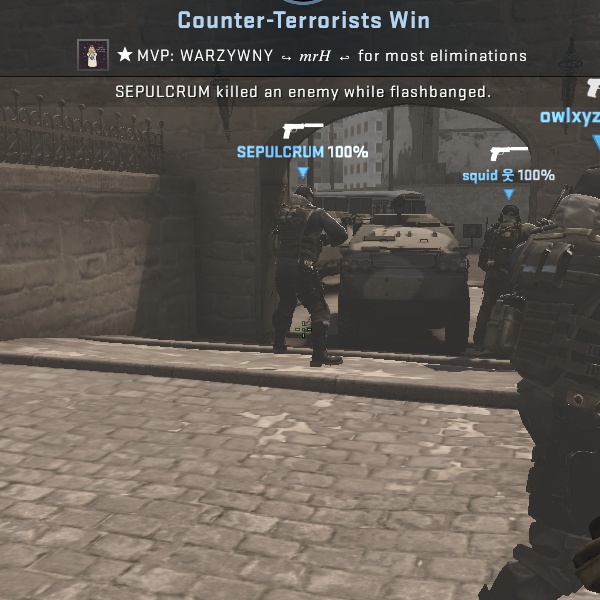 Counter-Terrorists Win
★ MVP: WARZYWNY ↔ mrH ↩ for most eliminations
SEPULCRUM killed an enemy while flashbanged.
owlxyz
SEPULCRUM 100%
squid 웃 100%